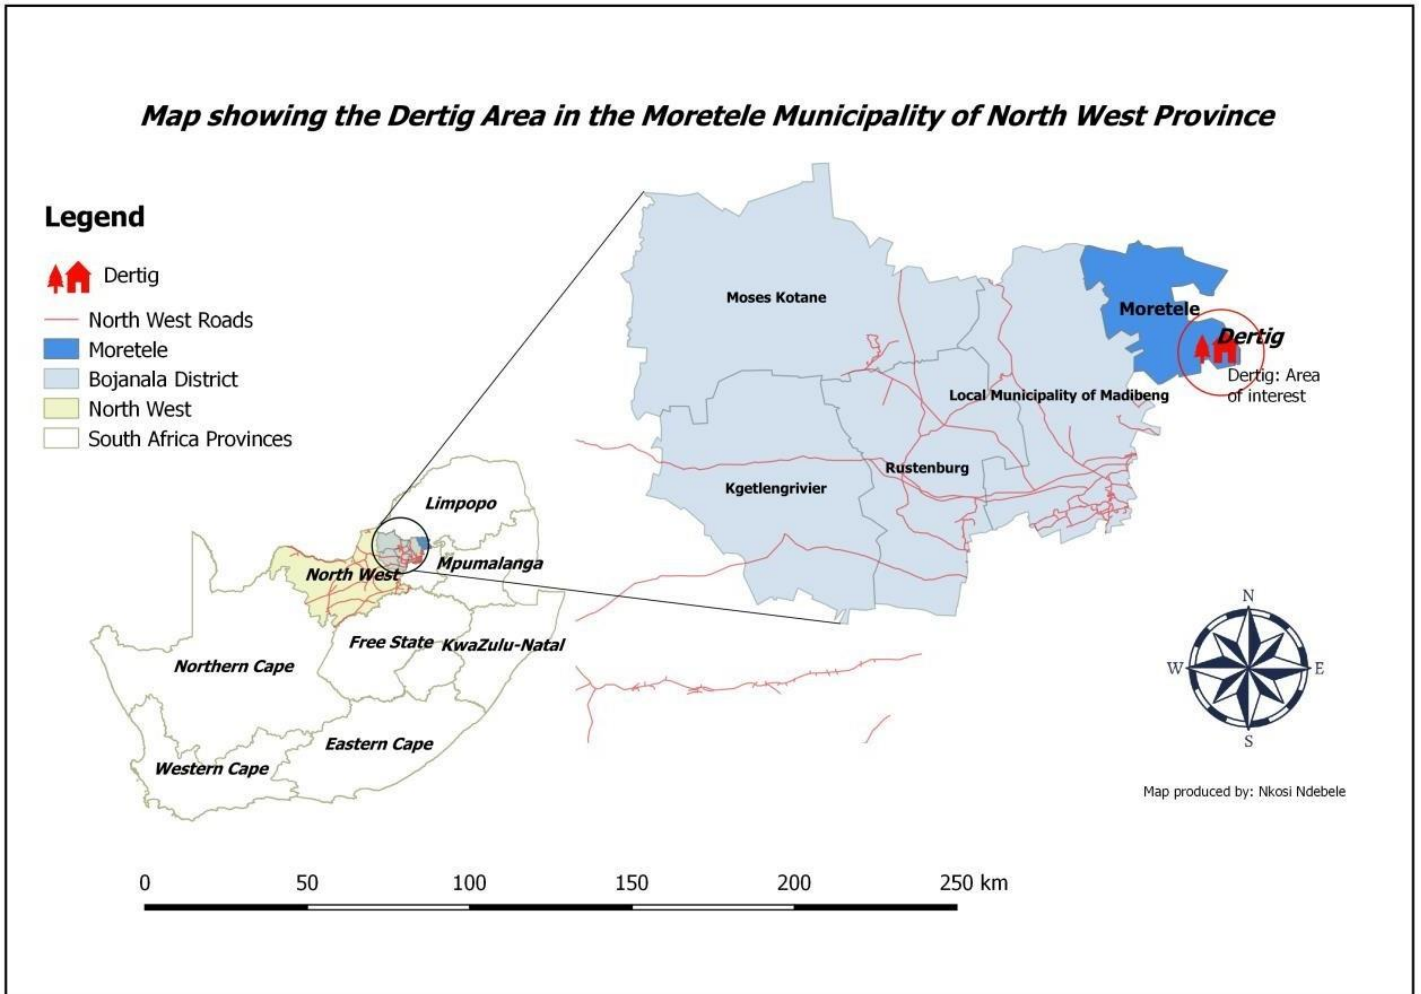 Map showing the Dertig Area in the Moretele Municipality of North West Province
Legend
Dertig
North West Roads
Moretele
Bojanala District
North West
South Africa Provinces
Moses Kotane
Moretele
Dertig
Dertig: Area
of interest
Local Municipality of Madibeng
Rustenburg
Kgetlengrivier
Limpopo
Mpumalanga
North West
Free State
KwaZulu-Natal
Northern Cape
Eastern Cape
Western Cape
N
W
E
S
Map produced by: Nkosi Ndebele
0 50 100 150 200 250 km